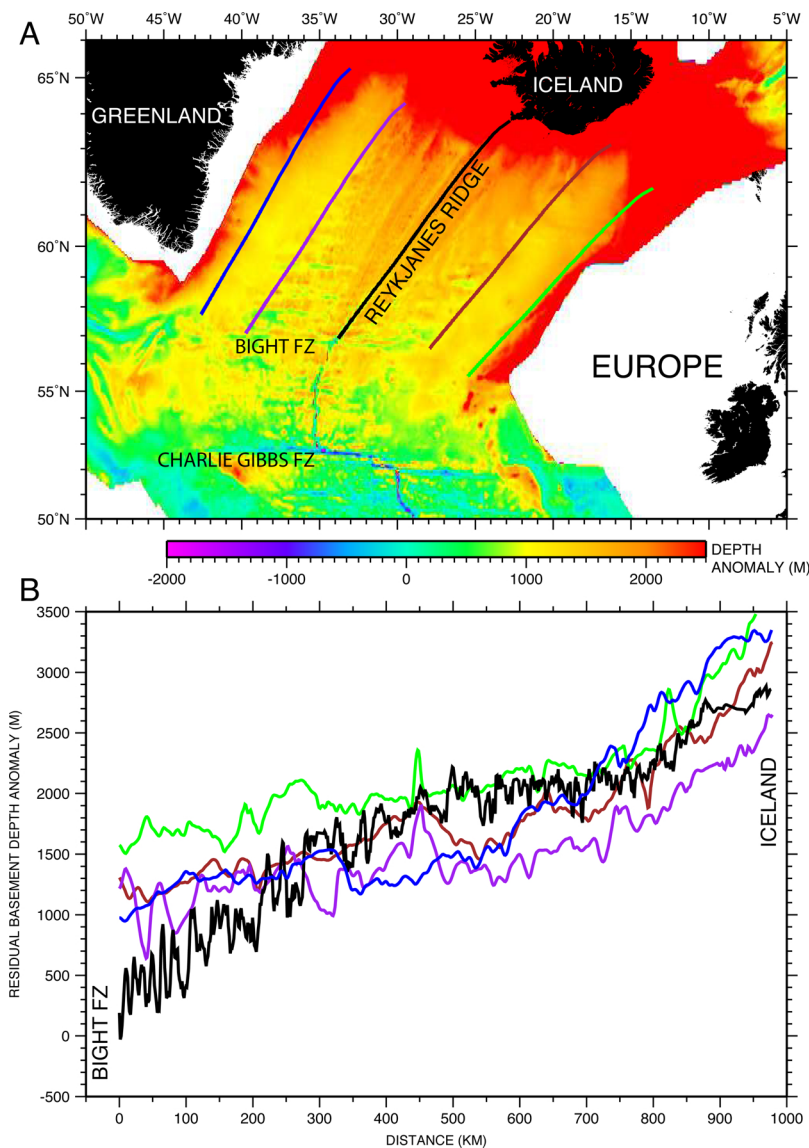 50°W 45°W 40°W 35°W 30°W 25°W 20°W 15°W 10°W 5°W
A
65°N
GREENLAND
ICELAND
REYKJANES RIDGE
60°N
BIGHT FZ
EUROPE
55°N
CHARLIE GIBBS FZ
50°N
-2000 -1000 0 1000 2000
DEPTH
ANOMALY (M)
B
3500
3000
2500
2000
1500
1000
500
0
-500
RESIDUAL BASEMENT DEPTH ANOMALY (M)
BIGHT FZ
ICELAND
0 100 200 300 400 500 600 700 800 900 1000
DISTANCE (KM)